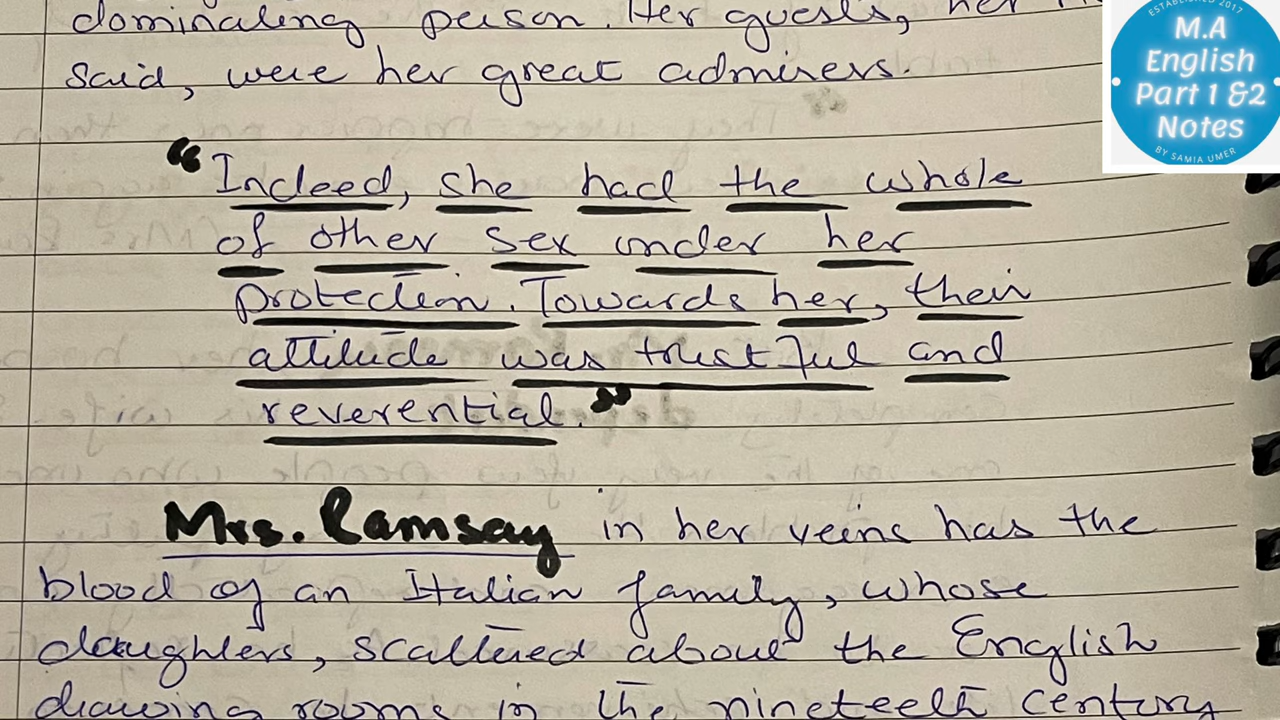 dominating person. Her guests, her
said, were her great admirers.
"Indeed, she had the whole
of other sex under her
protection. Towards her, their
attitude was trustful and
reverential."
Mrs. Ramsay in her veins has the
blood of an Italian family, whose
daughters, scattered about the English
drawing rooms in the nineteeth century
ESTABLISHED 2017
M.A
English
Part 1 &2
Notes
BY SAMIA UMER